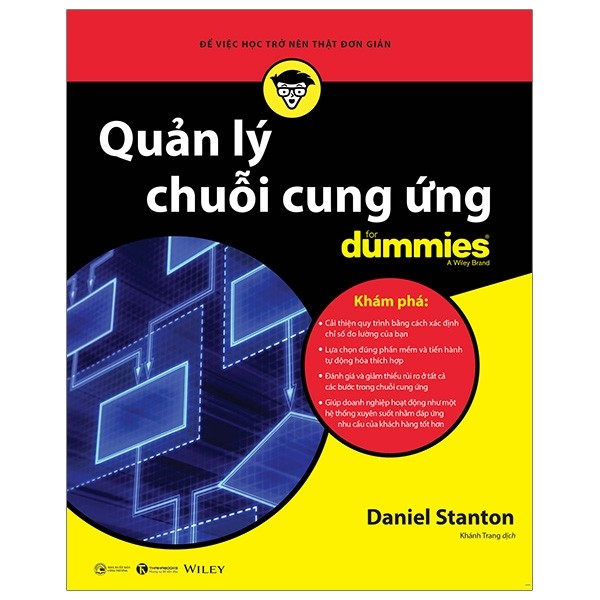 ĐỂ VIỆC HỌC TRỞ NÊN THẬT ĐƠN GIẢN
Quản lý
chuỗi cung ứng
for
dummies®
A Wiley Brand
Khám phá:
• Cải thiện quy trình bằng cách xác định
chỉ số đo lường của bạn
• Lựa chọn đúng phần mềm và tiến hành
tự động hóa thích hợp
• Đánh giá và giảm thiểu rủi ro ở tất cả
các bước trong chuỗi cung ứng
• Giúp doanh nghiệp hoạt động như một
hệ thống xuyên suốt nhằm đáp ứng
nhu cầu của khách hàng tốt hơn
Daniel Stanton
Khánh Trang dịch
THAIHABOOKS
WILEY